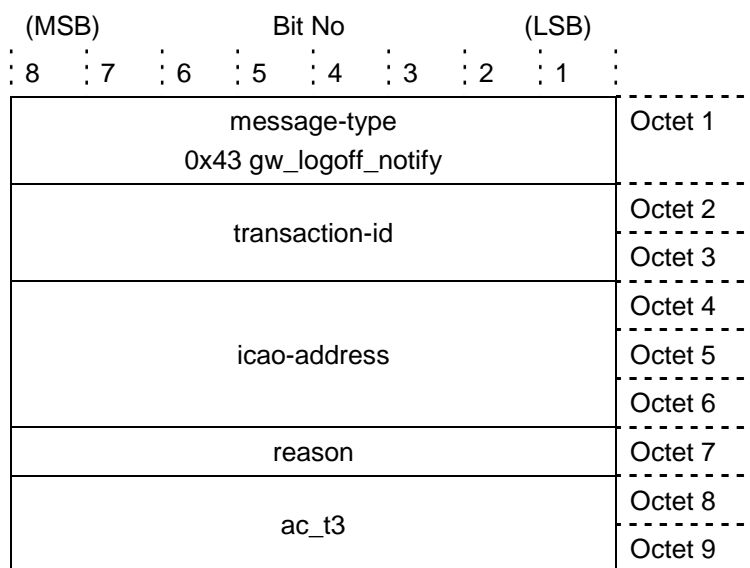 (MSB) Bit No (LSB)
8 7 6 5 4 3 2 1
message-type Octet 1
0x43 gw_logoff_notify
Octet 2
transaction-id
Octet 3
Octet 4
icao-address Octet 5
Octet 6
reason Octet 7
Octet 8
ac_t3
Octet 9